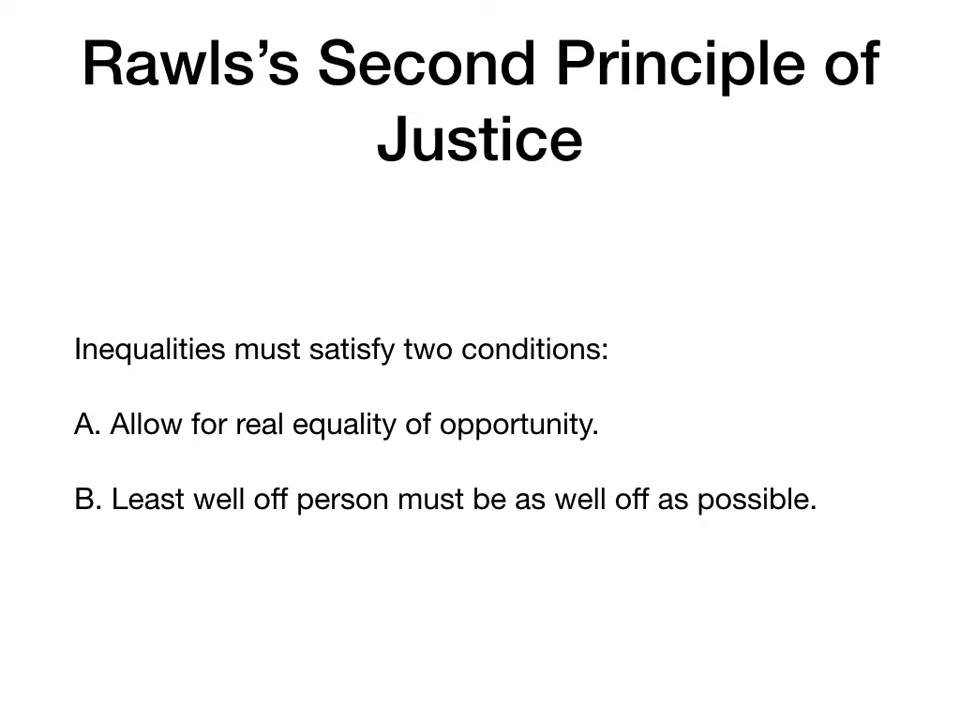 Rawls’s Second Principle of
Justice
Inequalities must satisfy two conditions:
A. Allow for real equality of opportunity.
B. Least well off person must be as well off as possible.